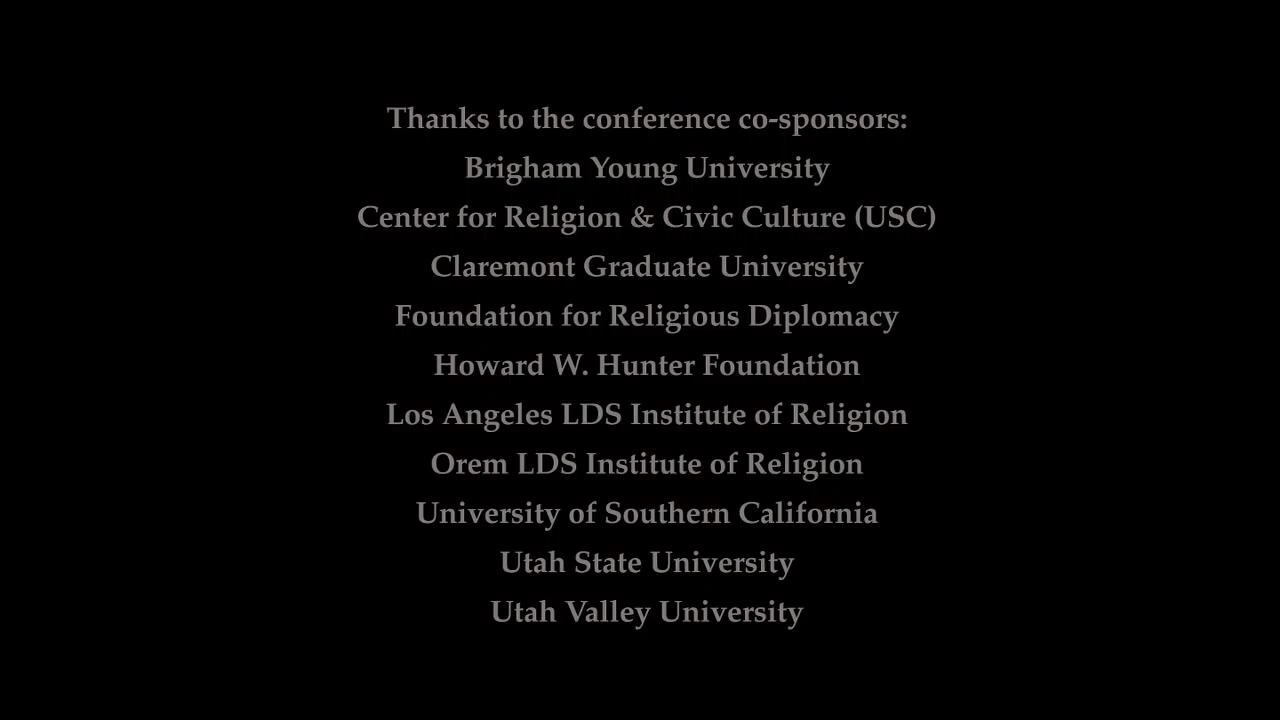 Thanks to the conference co-sponsors:
Brigham Young University
Center for Religion & Civic Culture (USC)
Claremont Graduate University
Foundation for Religious Diplomacy
Howard W. Hunter Foundation
Los Angeles LDS Institute of Religion
Orem LDS Institute of Religion
University of Southern California
Utah State University
Utah Valley University